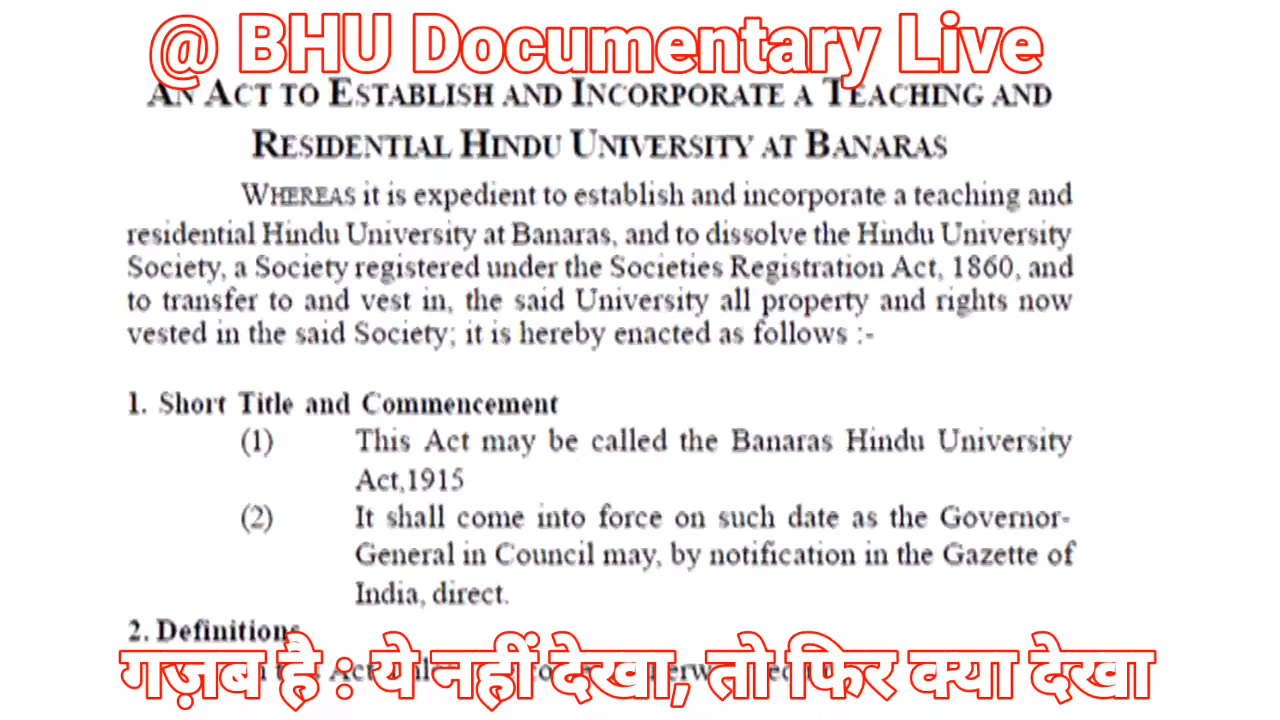 @ BHU Documentary Live
AN ACT TO ESTABLISH AND INCORPORATE A TEACHING AND
RESIDENTIAL HINDU UNIVERSITY AT BANARAS
WHEREAS it is expedient to establish and incorporate a teaching and
residential Hindu University at Banaras, and to dissolve the Hindu University
Society, a Society registered under the Societies Registration Act, 1860, and
to transfer to and vest in, the said University all property and rights now
vested in the said Society; it is hereby enacted as follows :-
1. Short Title and Commencement
(1) This Act may be called the Banaras Hindu University
Act,1915
(2) It shall come into force on such date as the Governor-
General in Council may, by notification in the Gazette of
India, direct.
2. Definitions
गज़ब है : ये नहीं देखा, तो फिर क्या देखा